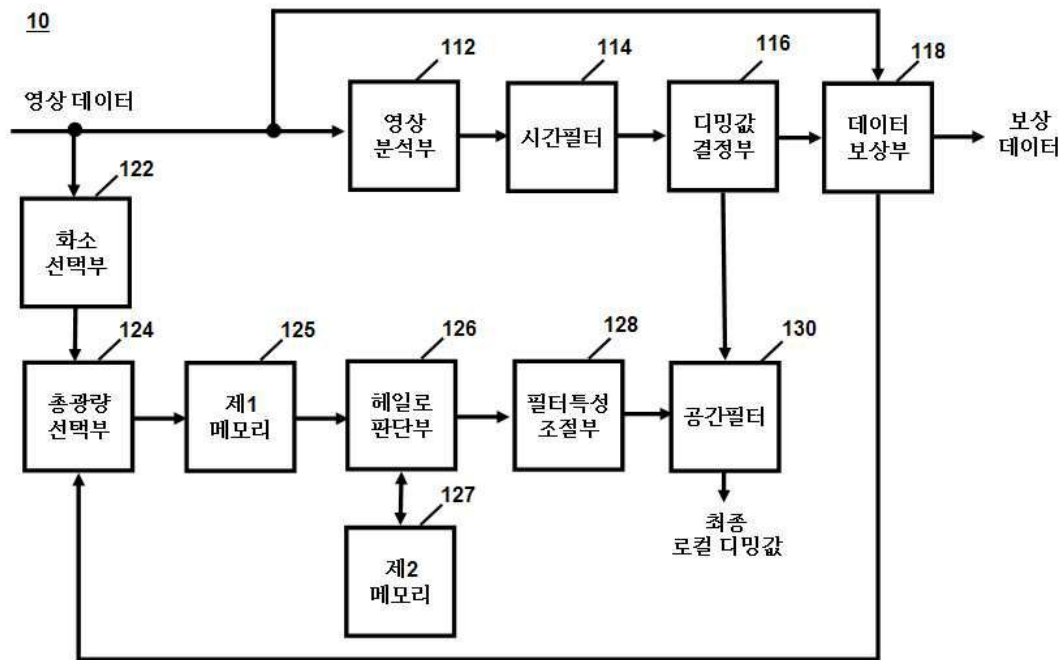 10
112
114
116
118
영상 데이터
영상
분석부
시간필터
디밍값
결정부
데이터
보상부
보상
데이터
122
화소
선택부
124
125
126
128
130
총광량
선택부
제1
메모리
헤일로
판단부
필터특성
조절부
공간필터
127
제2
메모리
최종
로컬 디밍값